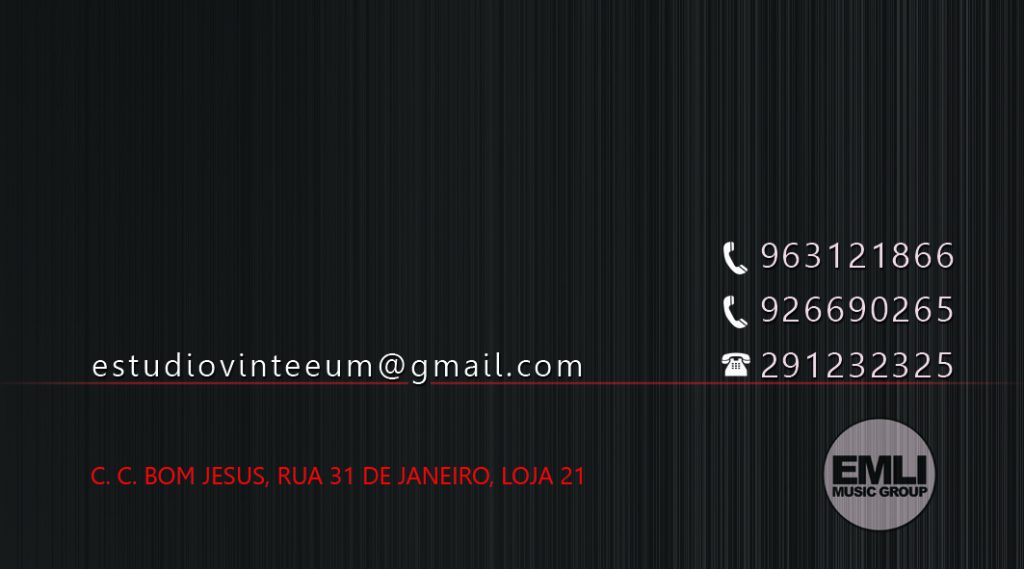 963121866
926690265
estudiovinteeum@gmail.com
291232325
C. C. BOM JESUS, RUA 31 DE JANEIRO, LOJA 21
EMLI
MUSIC GROUP